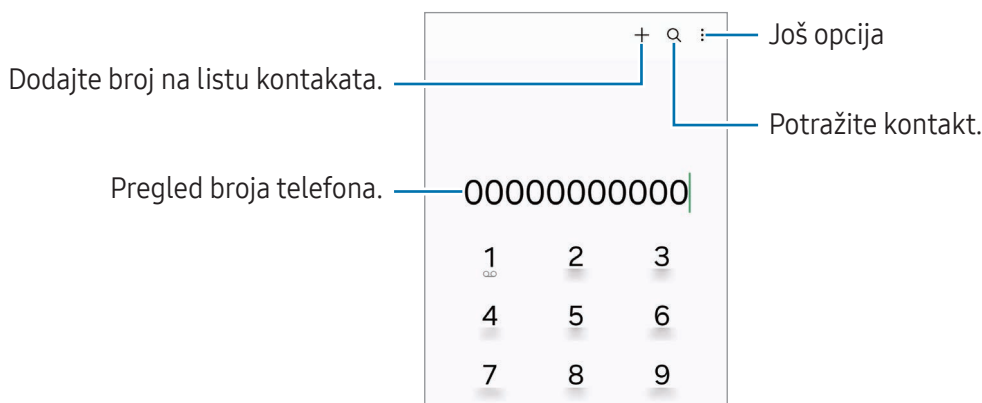 Još opcija
Dodajte broj na listu kontakata.
Potražite kontakt.
Pregled broja telefona.
00000000000
1 2 3
4 5 6
7 8 9